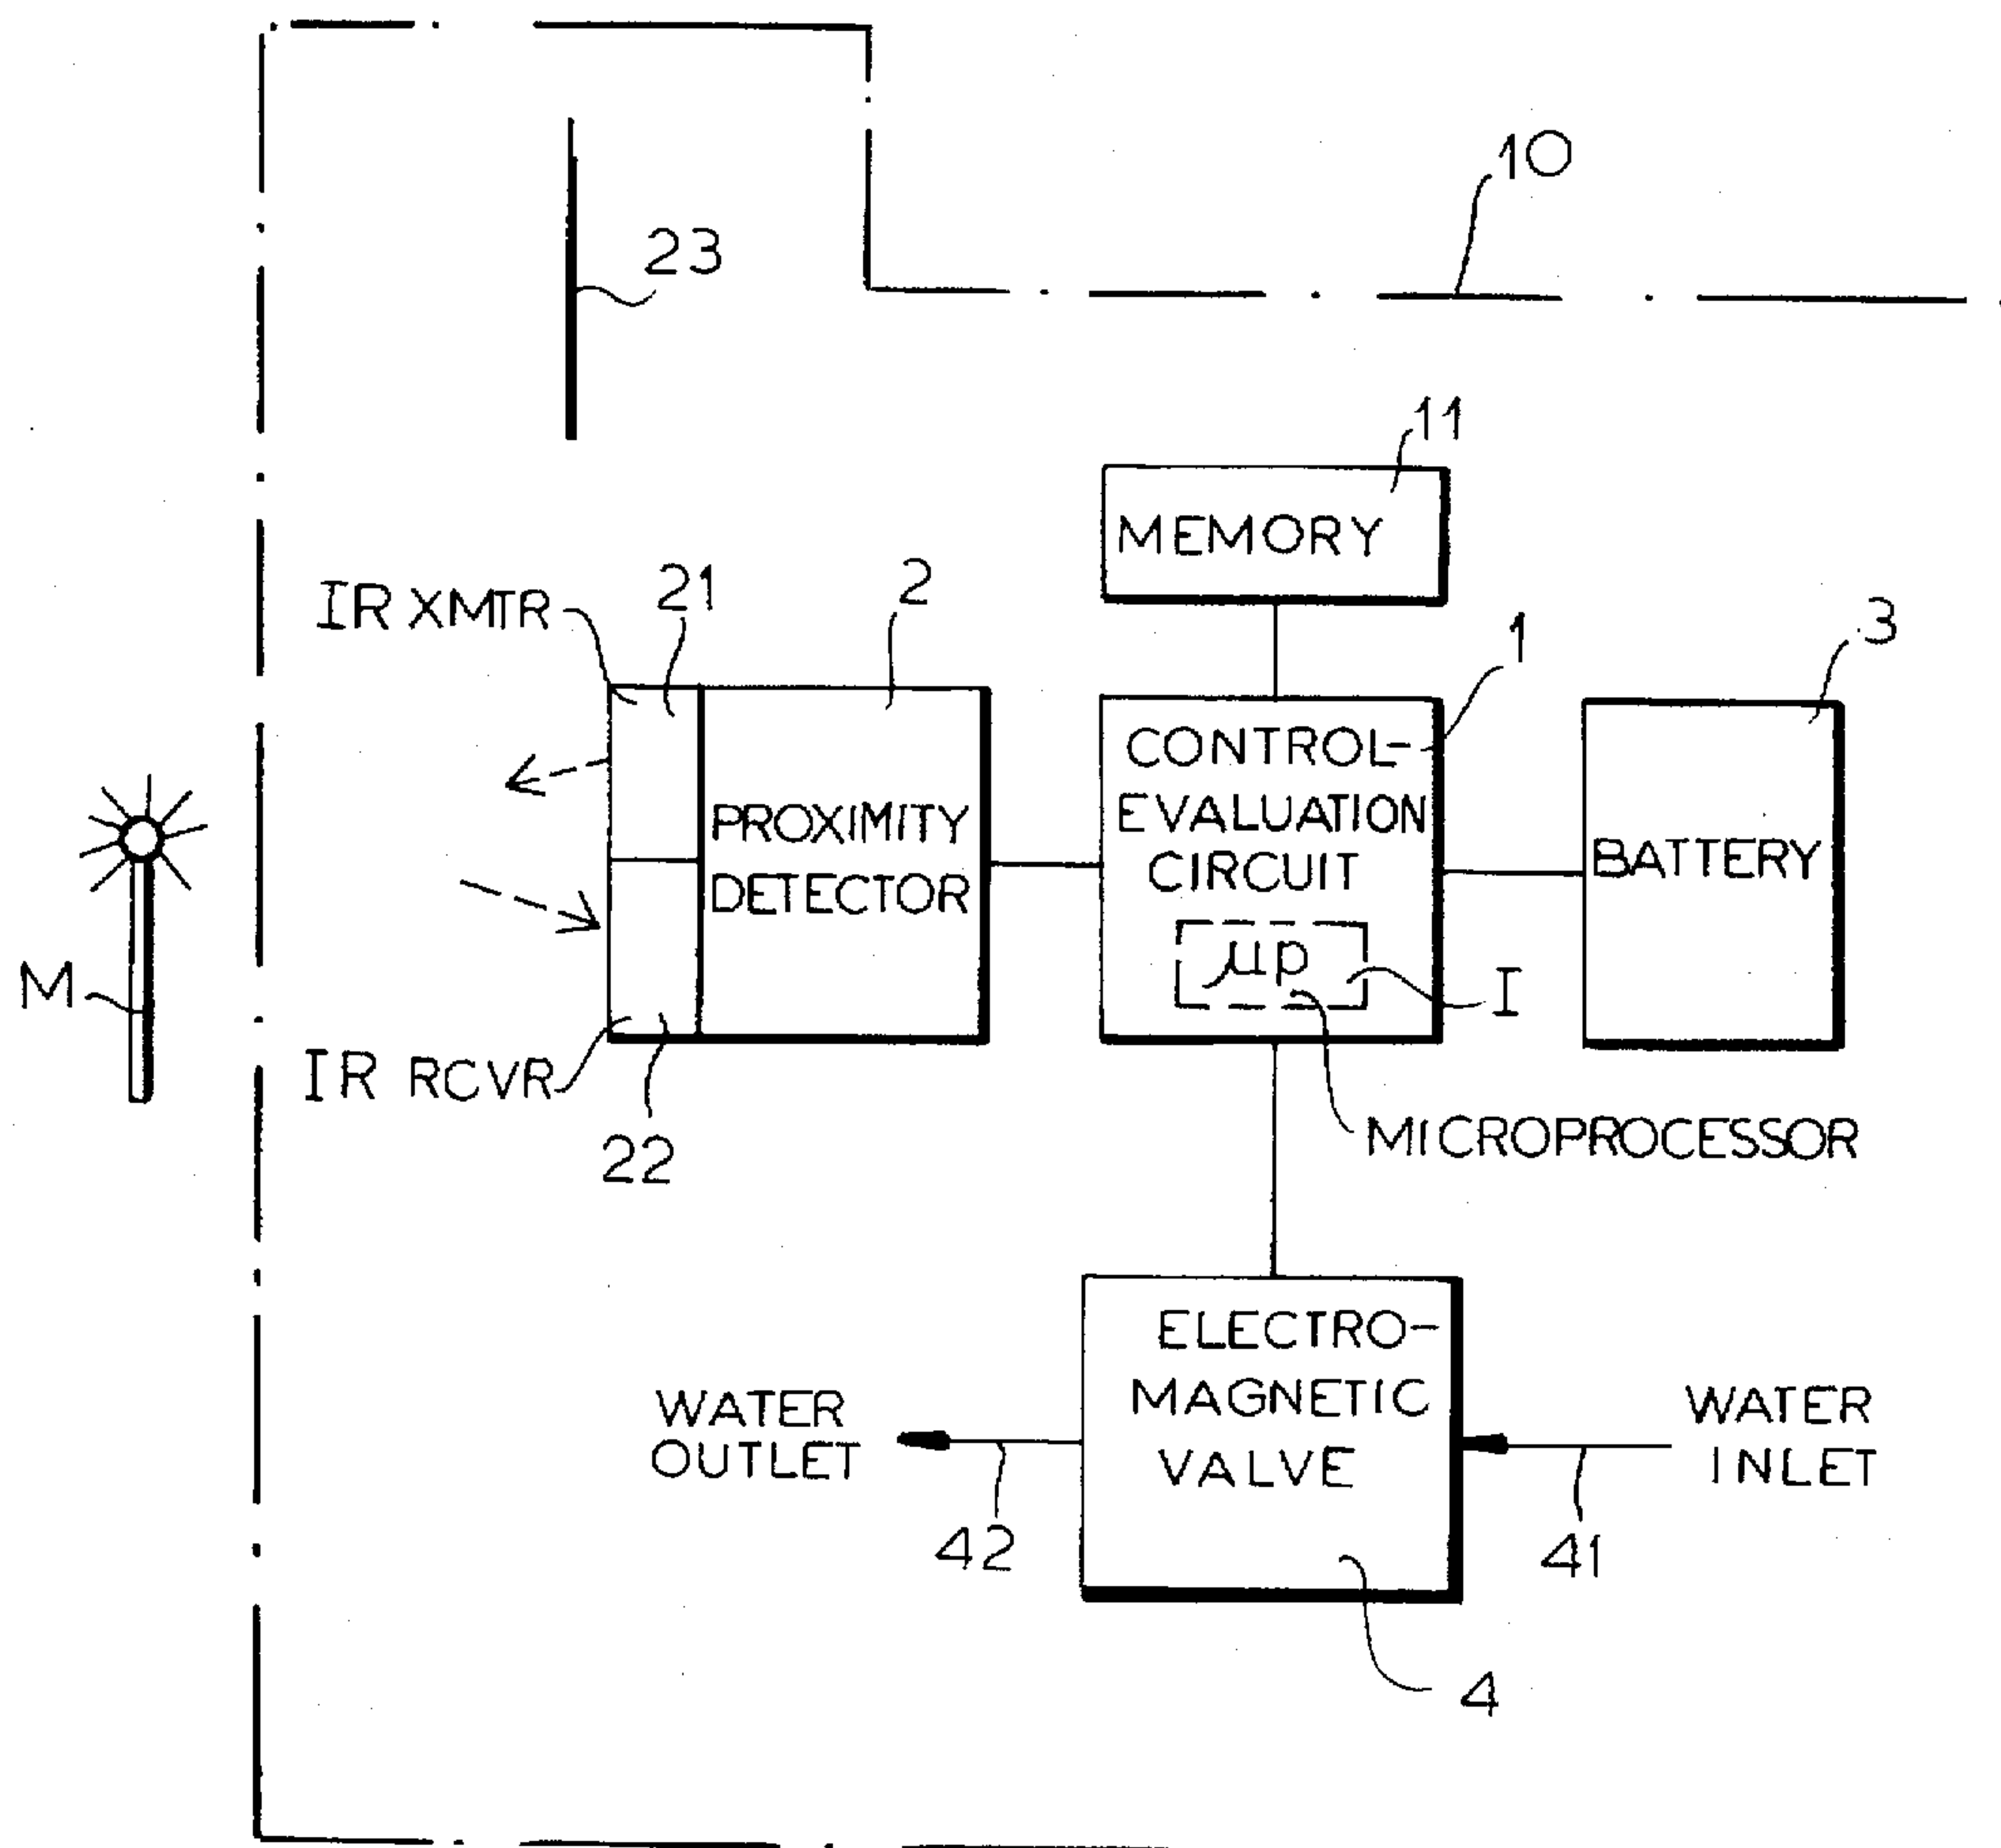 10
23
11
MEMORY
IR XMTR
21
2
1
3
CONTROL-
EVALUATION
CIRCUIT
μp
I
PROXIMITY
DETECTOR
BATTERY
M
IR RCVR
22
MICROPROCESSOR
ELECTRO-
MAGNETIC
VALVE
WATER
OUTLET
WATER
INLET
42
41
4